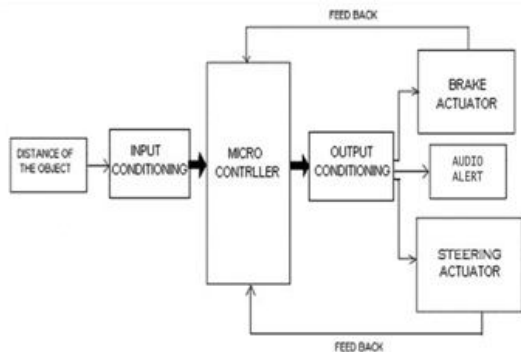 FEED BACK
BRAKE
ACTUATOR
DISTANCE OF
THE OBJECT
INPUT
CONDITIONING
MICRO
CONTRLLER
OUTPUT
CONDITIONING
AUDIO
ALERT
STEERING
ACTUATOR
FEED BACK